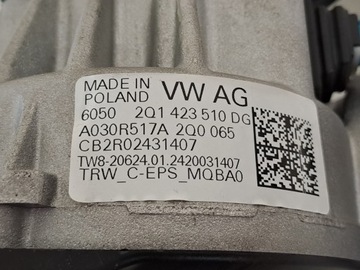 MADE IN
POLAND VW AG
6050 2Q1 423 510 DG
A030R517A 2Q0 065
CB2R02431407
TW8-20624.01.2420031407
TRW_C-EPS_MQBA0